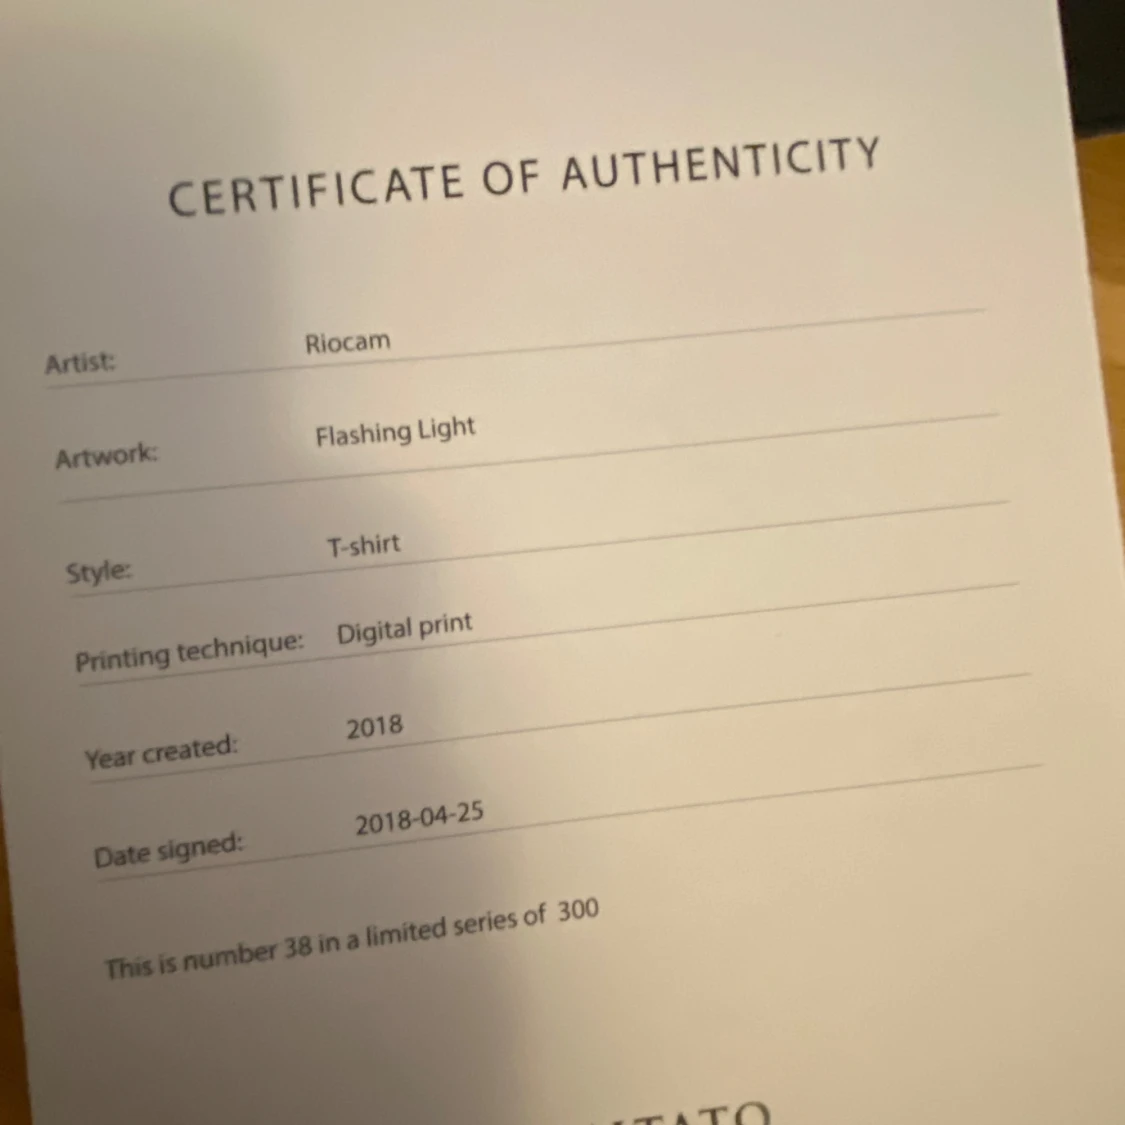 CERTIFICATE OF AUTHENTICITY
Artist: Riocam
Artwork: Flashing Light
Style: T-shirt
Printing technique: Digital print
Year created: 2018
Date signed: 2018-04-25
This is number 38 in a limited series of 300